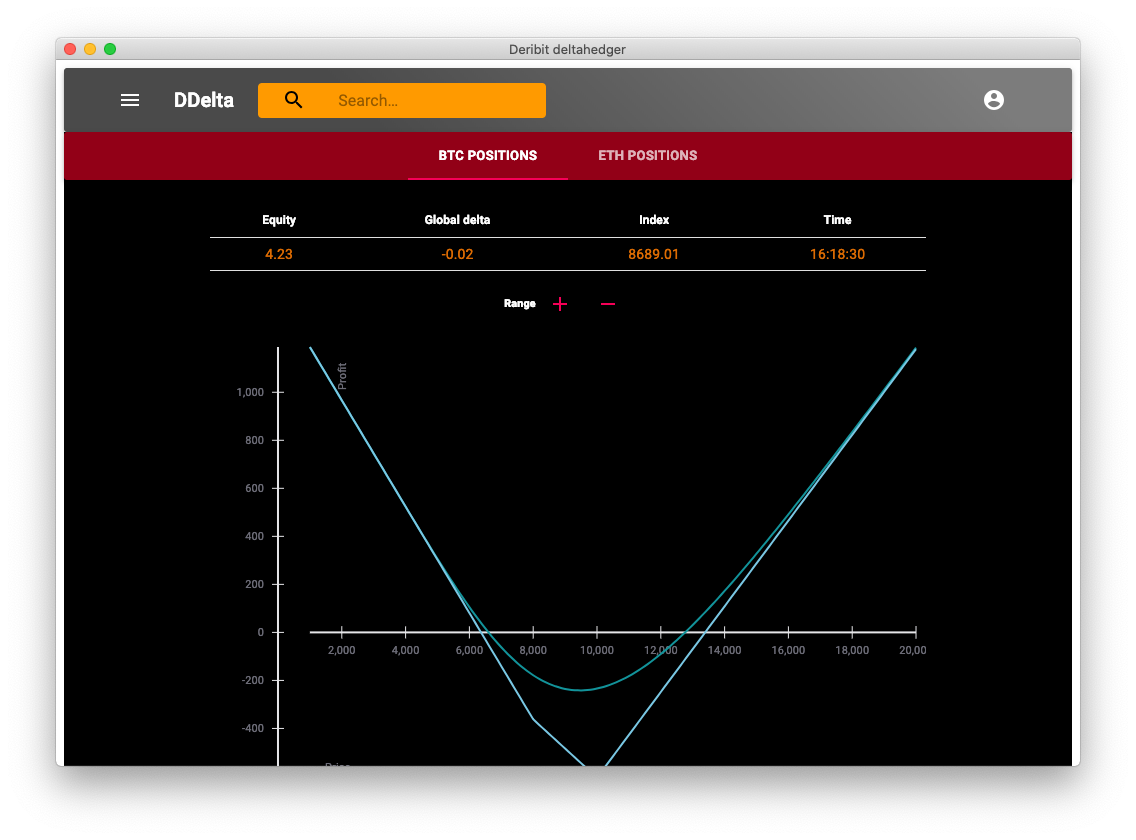 Deribit deltahedger
DDelta Search...
BTC POSITIONS ETH POSITIONS
Equity Global delta Index Time
4.23 -0.02 8689.01 16:18:30
Range
Profit
1,000
800
600
400
200
0
2,000 4,000 6,000 8,000 10,000 12,000 14,000 16,000 18,000 20,00
-200
-400
Price